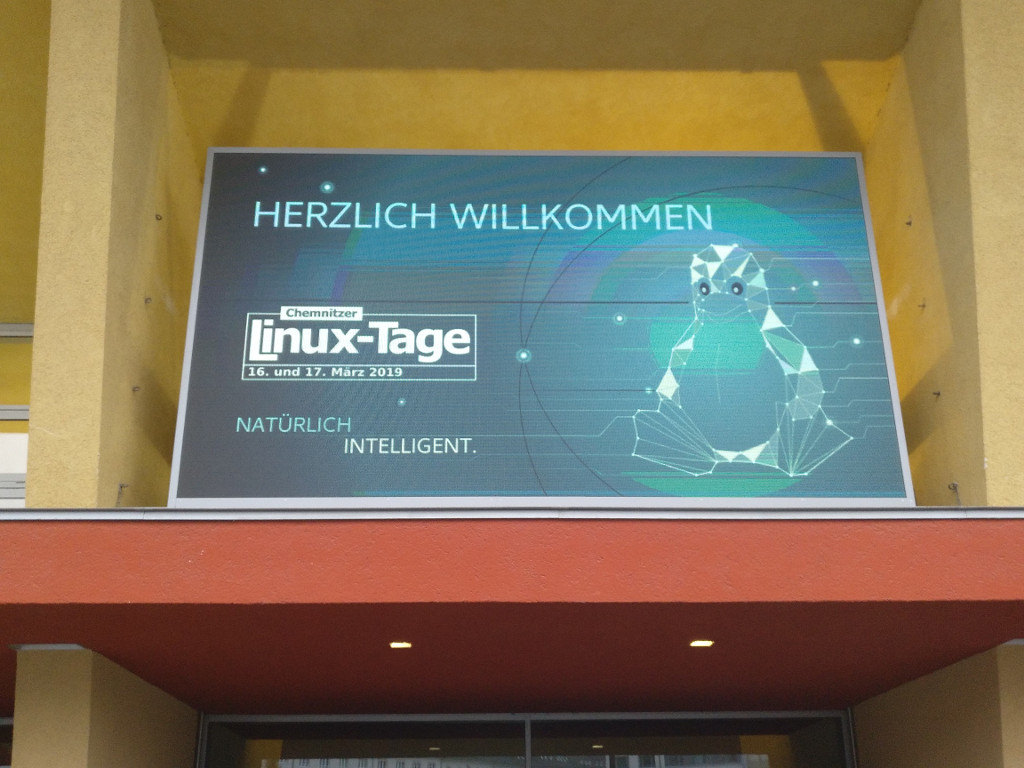 HERZLICH WILLKOMMEN
Chemnitzer
Linux-Tage
16. und 17. März 2019
NATÜRLICH
INTELLIGENT.